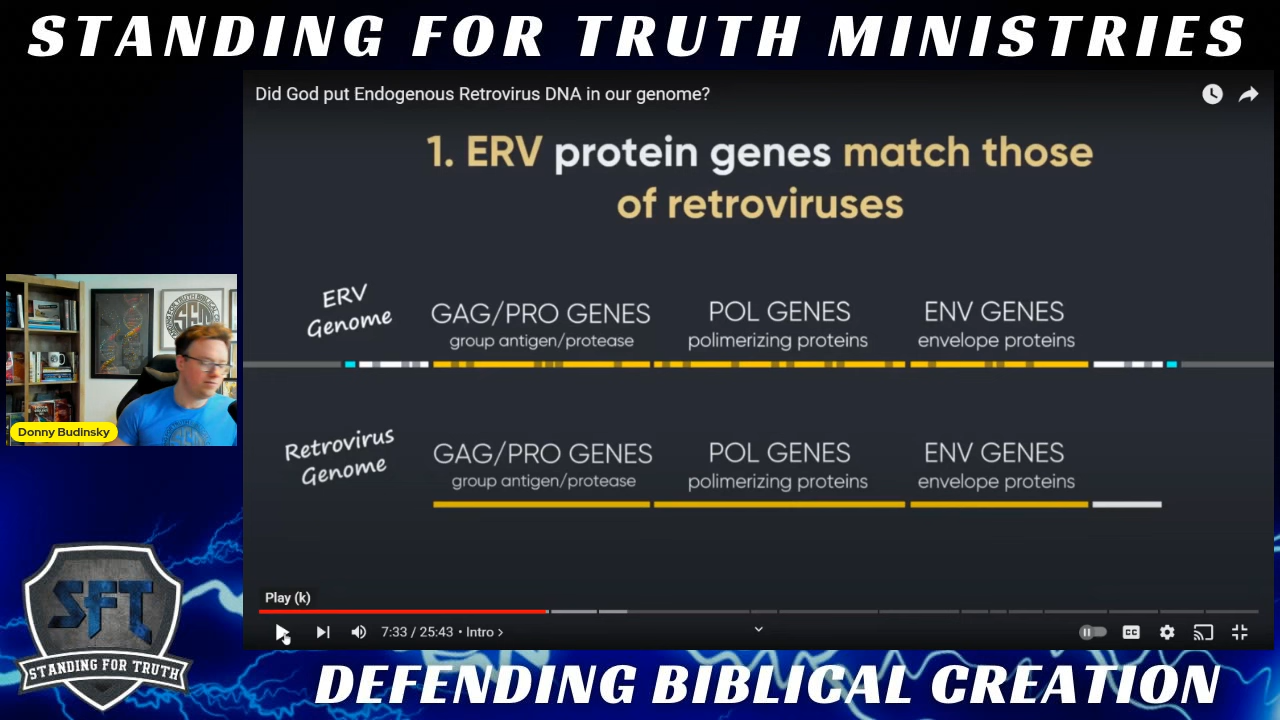 STANDING FOR TRUTH MINISTRIES
Did God put Endogenous Retrovirus DNA in our genome?
1. ERV protein genes match those
of retroviruses
ERV
Genome
GAG/PRO GENES
group antigen/protease
POL GENES
polimerizing proteins
ENV GENES
envelope proteins
Retrovirus
Genome
GAG/PRO GENES
group antigen/protease
POL GENES
polimerizing proteins
ENV GENES
envelope proteins
Donny Budinsky
Play (k)
7:33 / 25:43 • Intro >
CC
SFT
STANDING FOR TRUTH
DEFENDING BIBLICAL CREATION